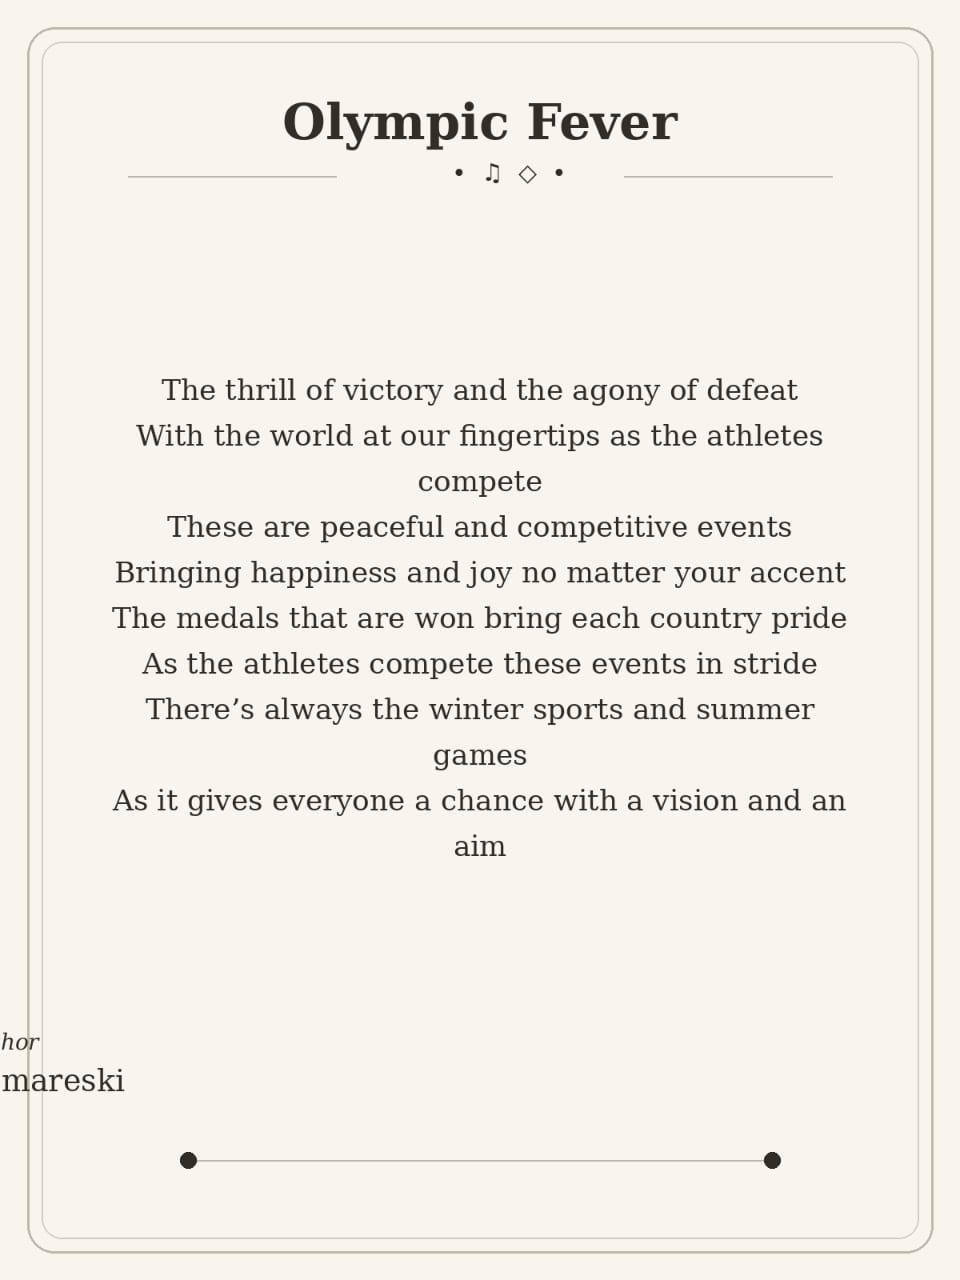 Olympic Fever
The thrill of victory and the agony of defeat
With the world at our fingertips as the athletes
compete
These are peaceful and competitive events
Bringing happiness and joy no matter your accent
The medals that are won bring each country pride
As the athletes compete these events in stride
There’s always the winter sports and summer
games
As it gives everyone a chance with a vision and an
aim